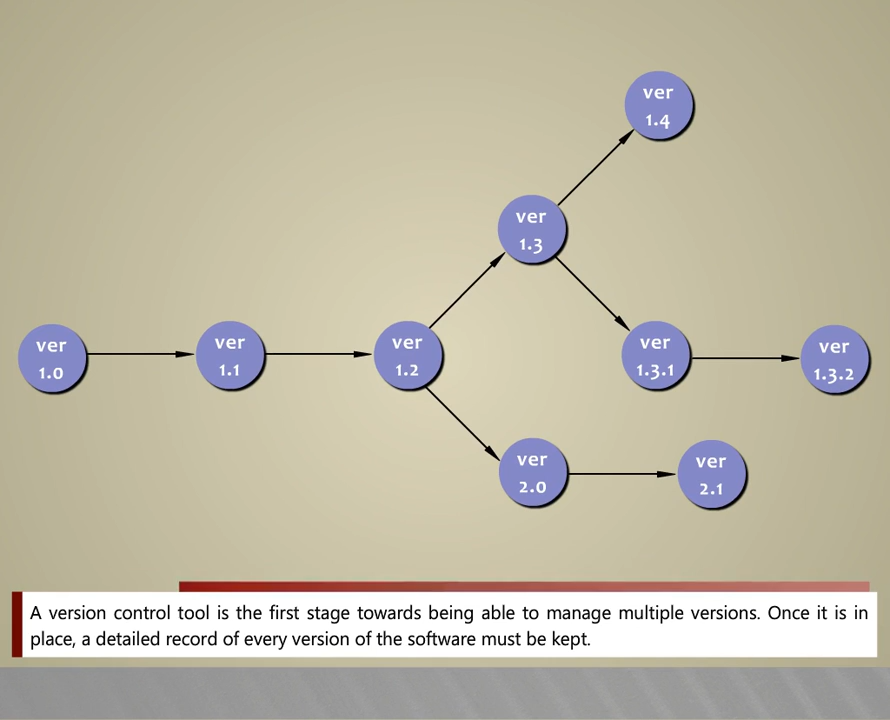 ver
1.4
ver
1.3
ver
1.0
ver
1.1
ver
1.2
ver
1.3.1
ver
1.3.2
ver
2.0
ver
2.1
A version control tool is the first stage towards being able to manage multiple versions. Once it is in
place, a detailed record of every version of the software must be kept.